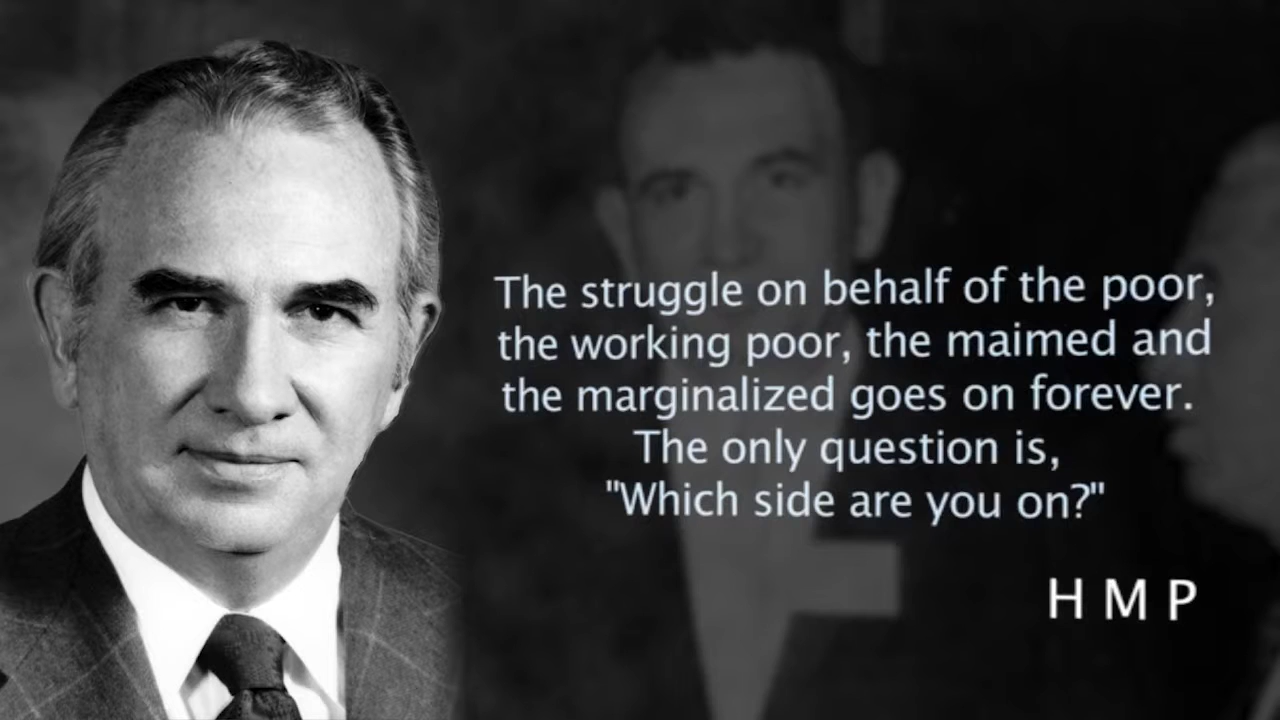 The struggle on behalf of the poor,
the working poor, the maimed and
the marginalized goes on forever.
The only question is,
"Which side are you on?"
H M P